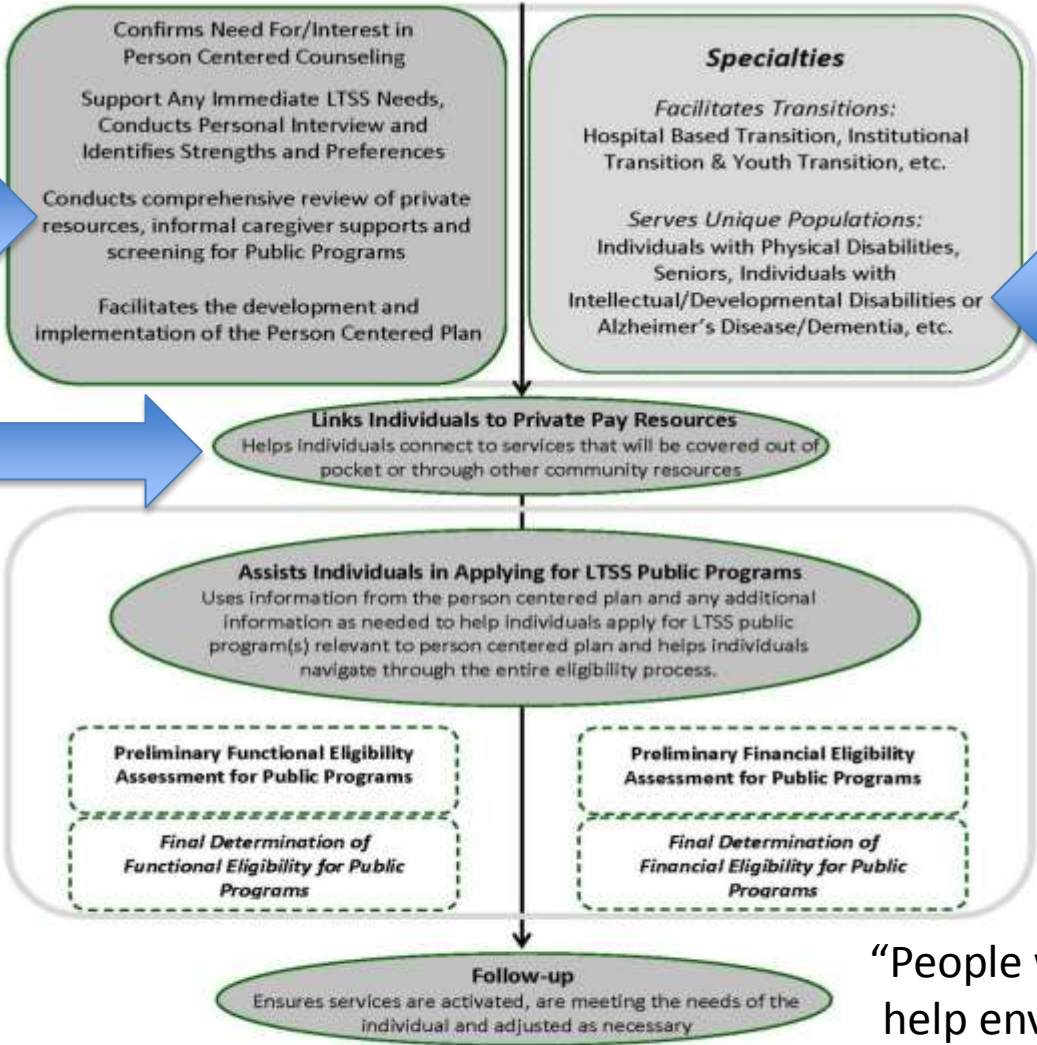 Confirms Need For/Interest in
Person Centered Counseling
Support Any Immediate LTSS Needs,
Conducts Personal Interview and
Identifies Strengths and Preferences
Conducts comprehensive review of private
resources, informal caregiver supports and
screening for Public Programs
Facilitates the development and
implementation of the Person Centered Plan
Specialties
Facilitates Transitions:
Hospital Based Transition, Institutional
Transition & Youth Transition, etc.
Serves Unique Populations:
Individuals with Physical Disabilities,
Seniors, Individuals with
Intellectual/Developmental Disabilities or
Alzheimer's Disease/Dementia, etc.
Links Individuals to Private Pay Resources
Helps individuals connect to services that will be covered out of
pocket or through other community resources
Assists Individuals in Applying for LTSS Public Programs
Uses information from the person centered plan and any additional
information as needed to help individuals apply for LTSS public
program(s) relevant to person centered plan and helps individuals
navigate through the entire eligibility process.
Preliminary Functional Eligibility
Assessment for Public Programs
Final Determination of
Functional Eligibility for Public
Programs
Preliminary Financial Eligibility
Assessment for Public Programs
Final Determination of
Financial Eligibility for Public
Programs
Follow-up
Ensures services are activated, are meeting the needs of the
individual and adjusted as necessary
“People
help